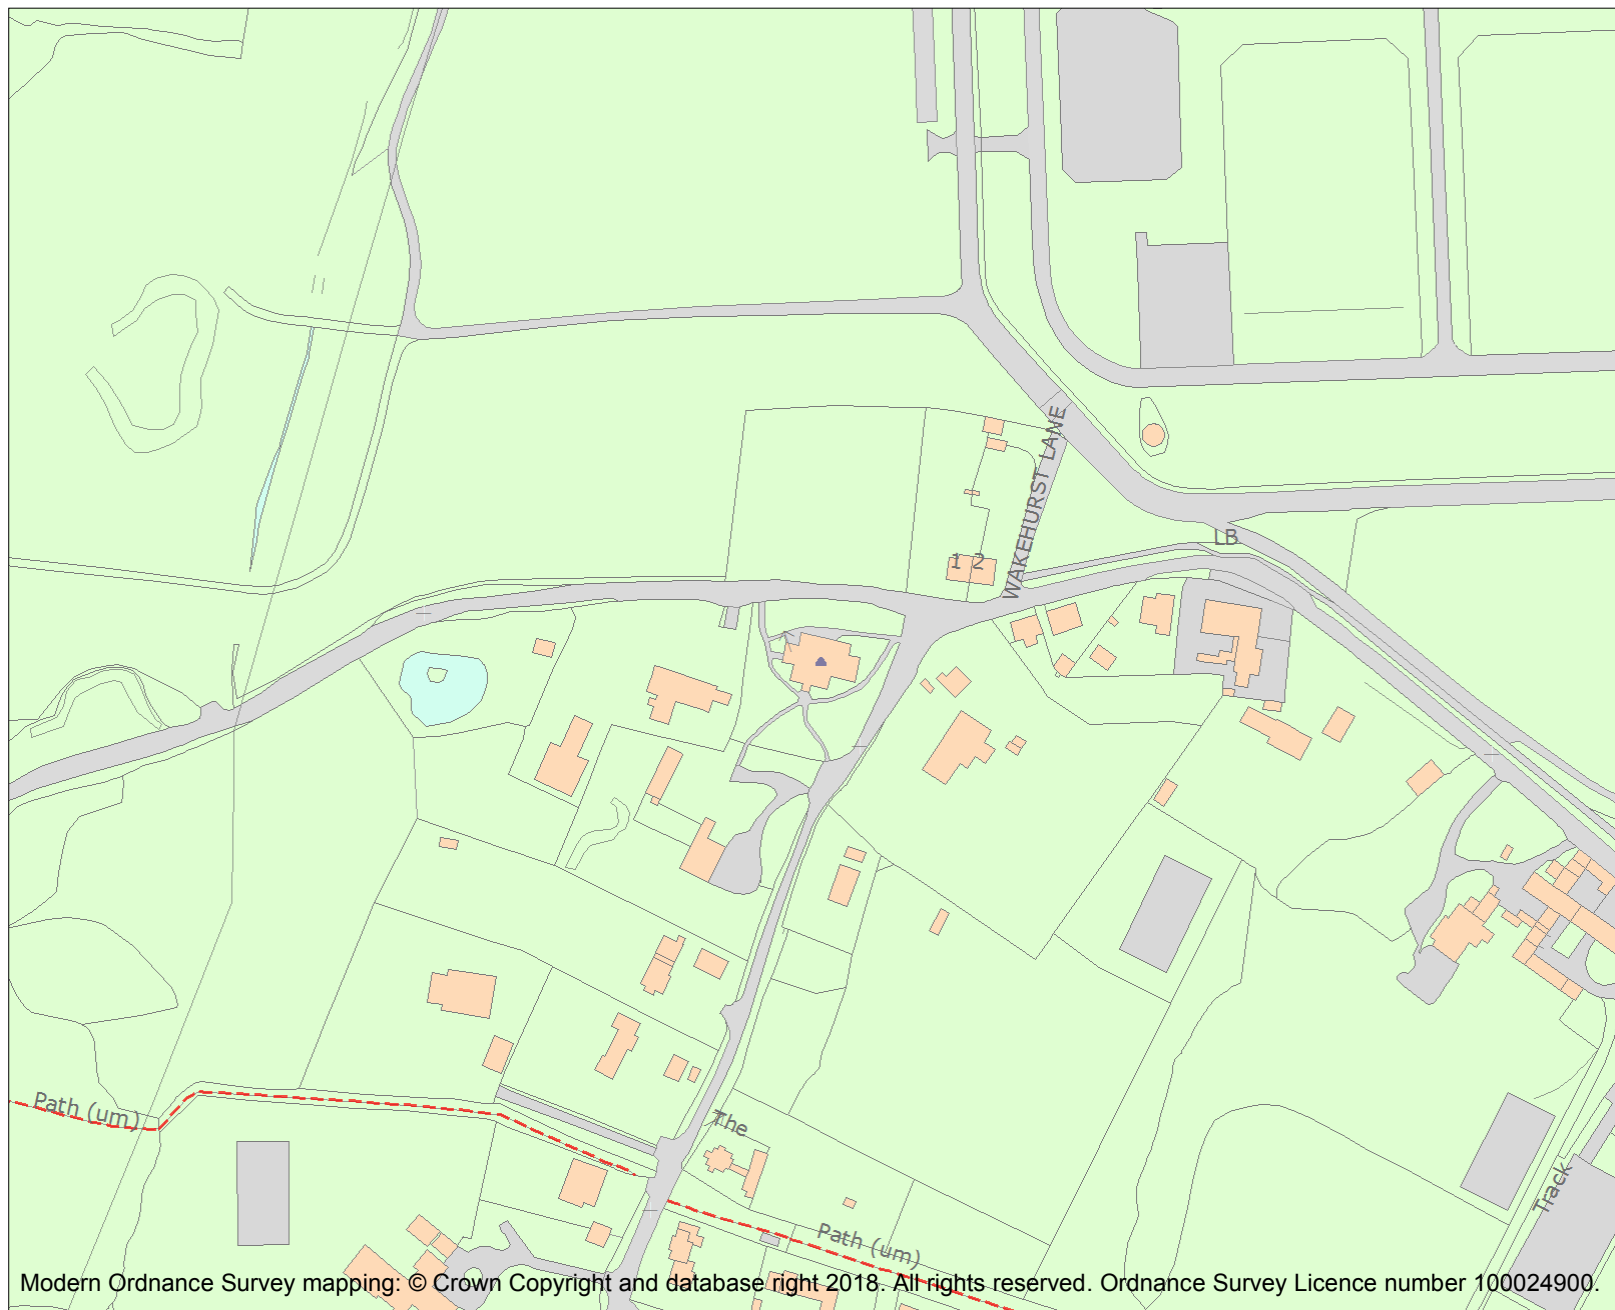 WAKEHURST LANE
LB
1 2
Path (um)
The
Track
Path (um)
Modern Ordnance Survey mapping: © Crown Copyright and database right 2018. All rights reserved. Ordnance Survey Licence number 100024900.